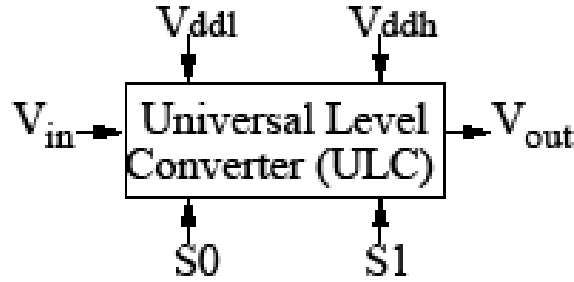 Vddl Vddh
Vin Universal Level Vout
Converter (ULC)
S0 S1